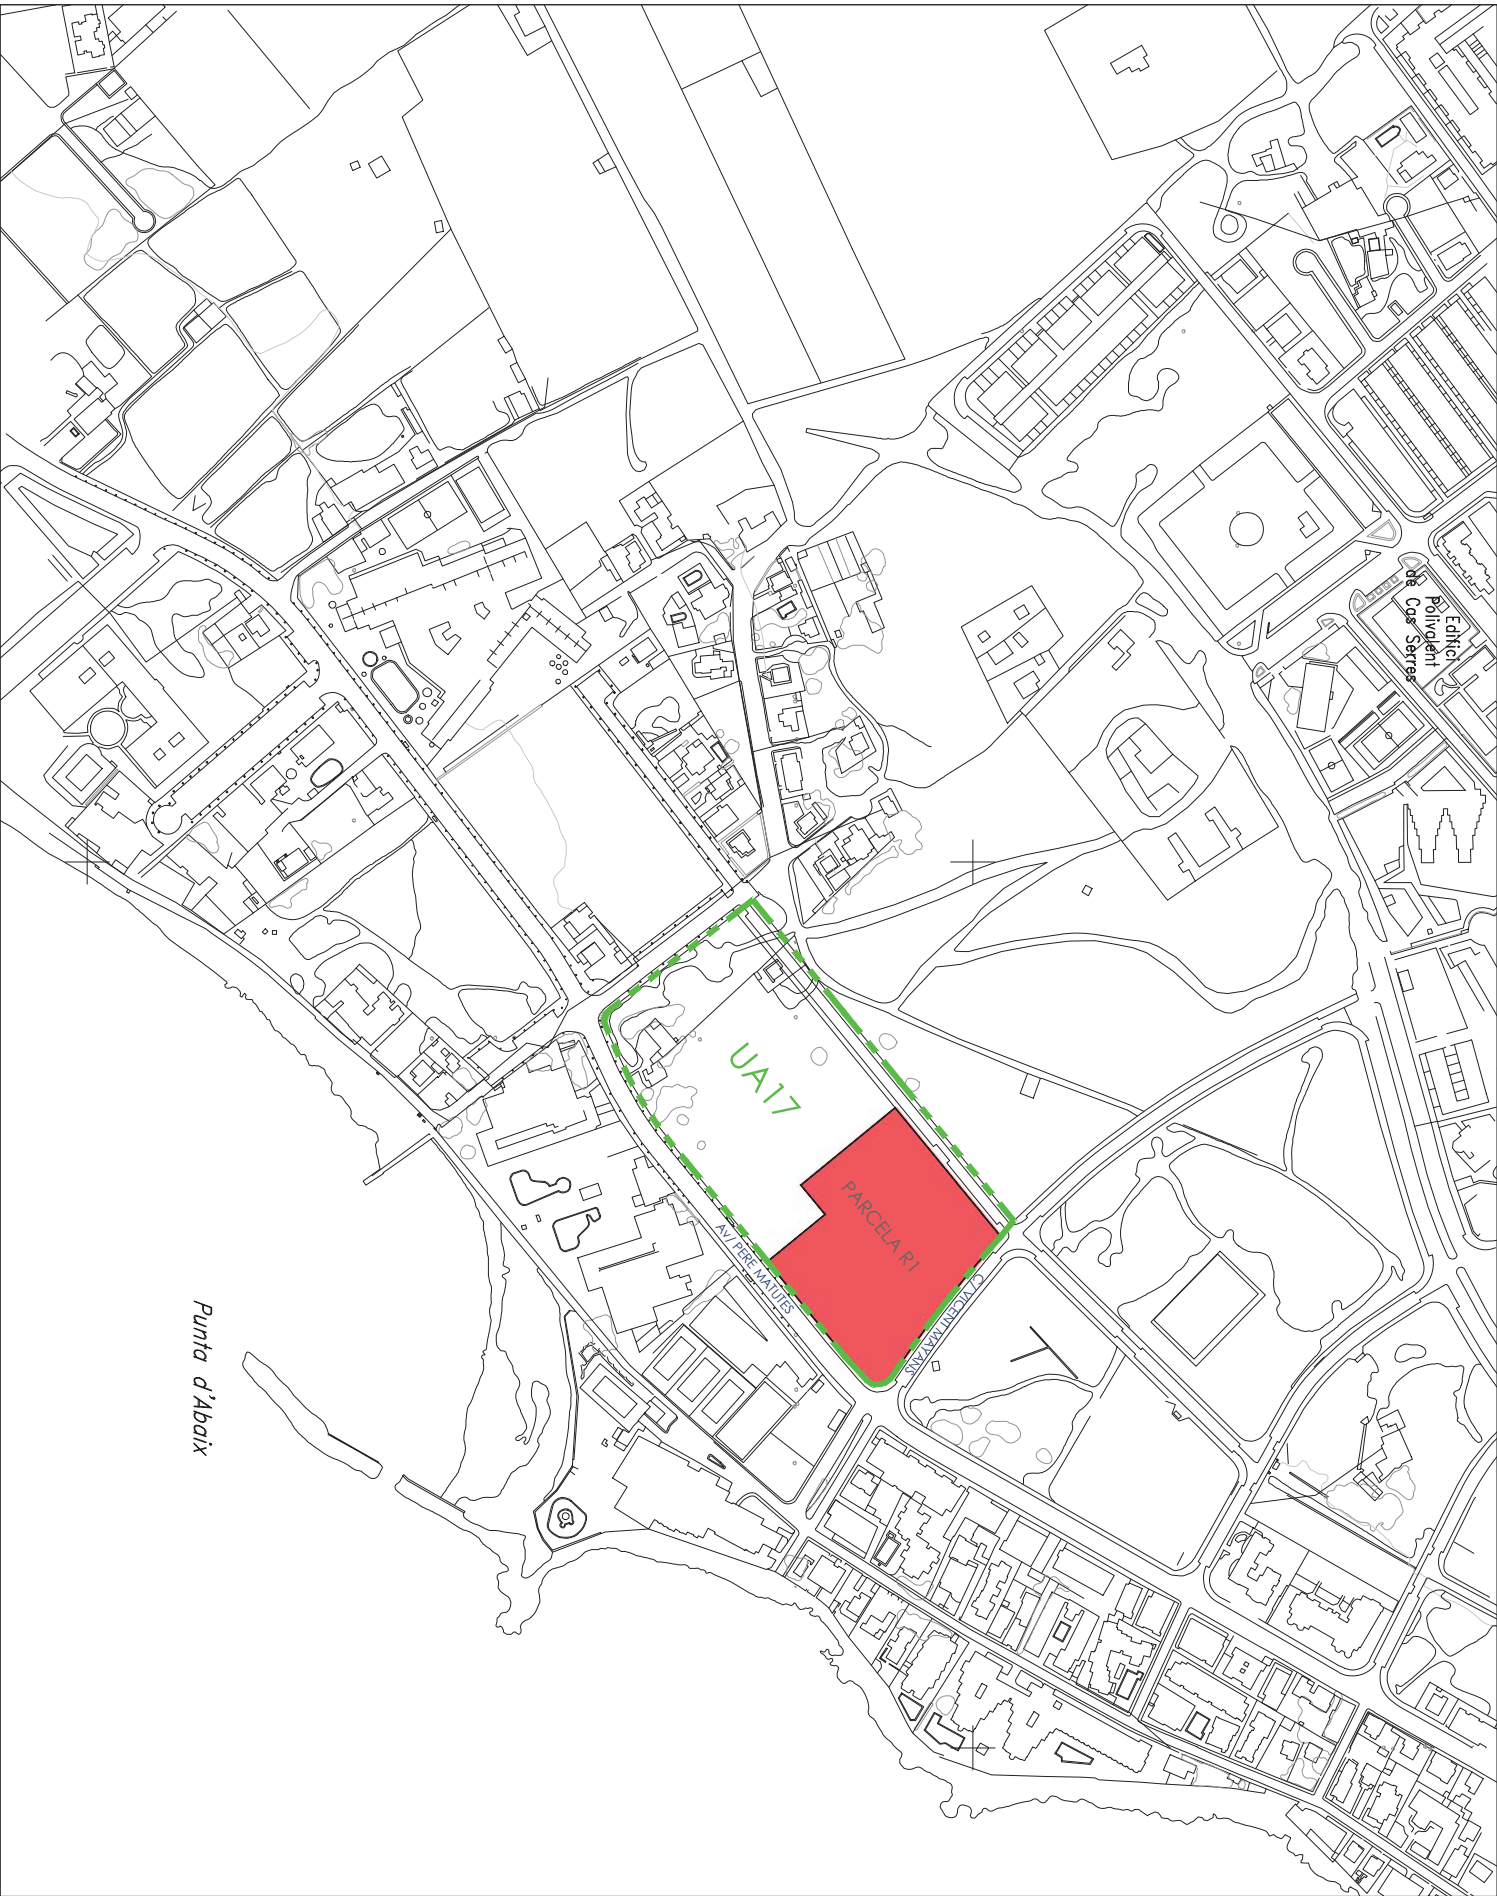 Edifici
Polivalent
de Cas Serres
UA17
PARCELA R1
AV/ PERE MATUTES
C/ VICENT MAYANS
Punta d'Abaix